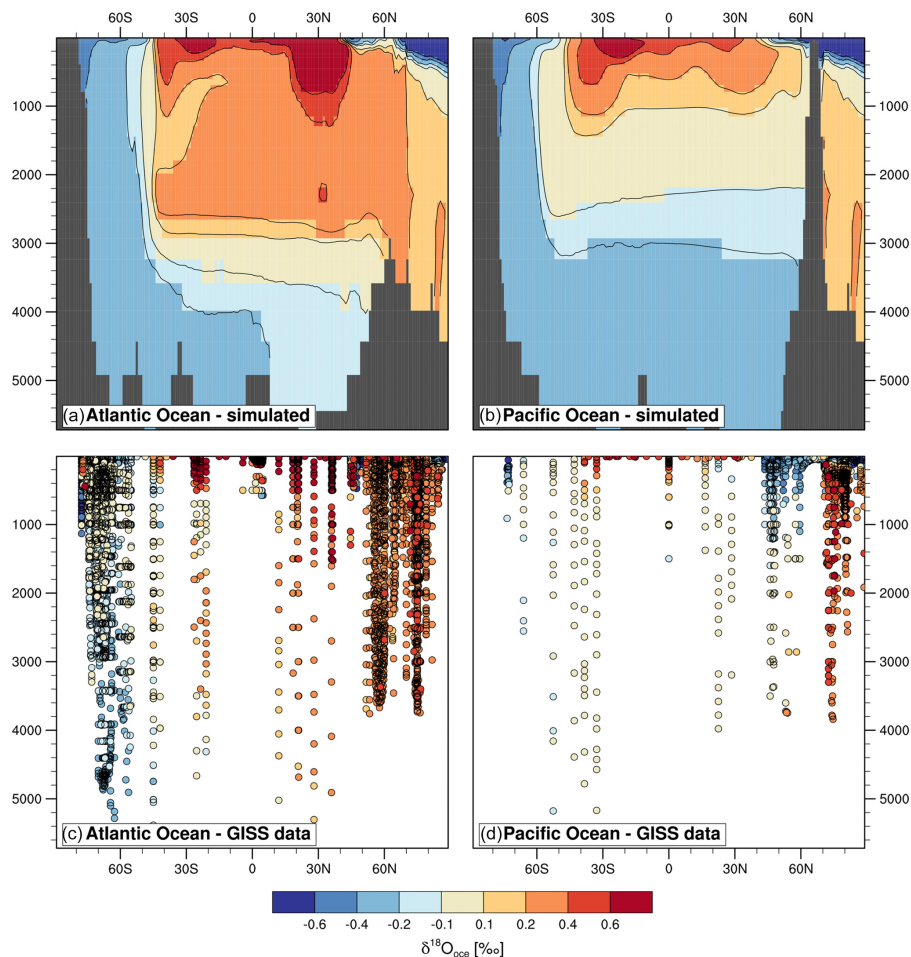 60S 30S 0 30N 60N
60S 30S 0 30N 60N
1000
2000
3000
4000
5000
1000
2000
3000
4000
5000
(a) Atlantic Ocean - simulated
(b) Pacific Ocean - simulated
1000
2000
3000
4000
5000
1000
2000
3000
4000
5000
(c) Atlantic Ocean - GISS data
(d) Pacific Ocean - GISS data
60S 30S 0 30N 60N
60S 30S 0 30N 60N
-0.6 -0.4 -0.2 -0.1 0.1 0.2 0.4 0.6
δ¹⁸Oₒcₑ [‰]